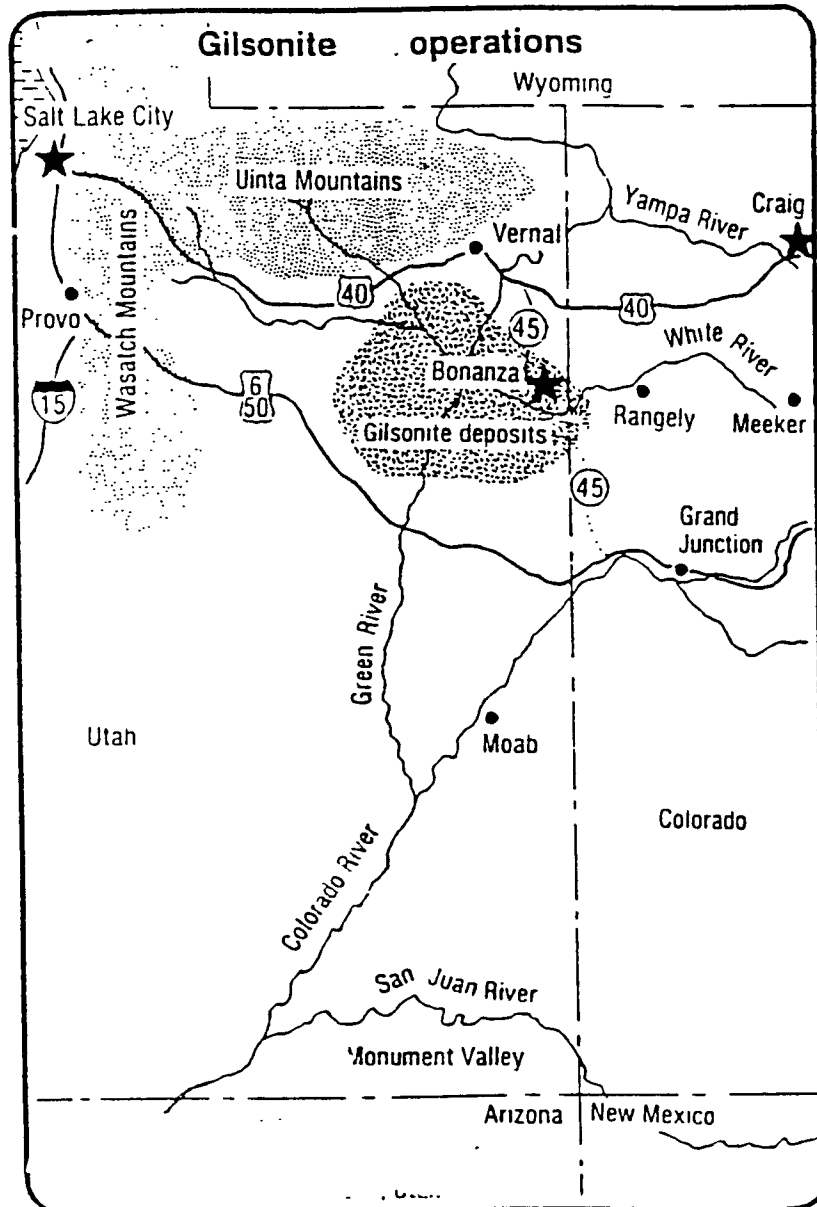 Gilsonite operations
Wyoming
Salt Lake City
Uinta Mountains
Yampa River
Craig
Vernal
Wasatch Mountains
40
40
Provo
45
White River
Bonanza
6
50
15
Rangely
Meeker
Gilsonite deposits
45
Grand
Junction
Green River
Moab
Utah
Colorado
Colorado River
San Juan River
Monument Valley
Arizona
New Mexico